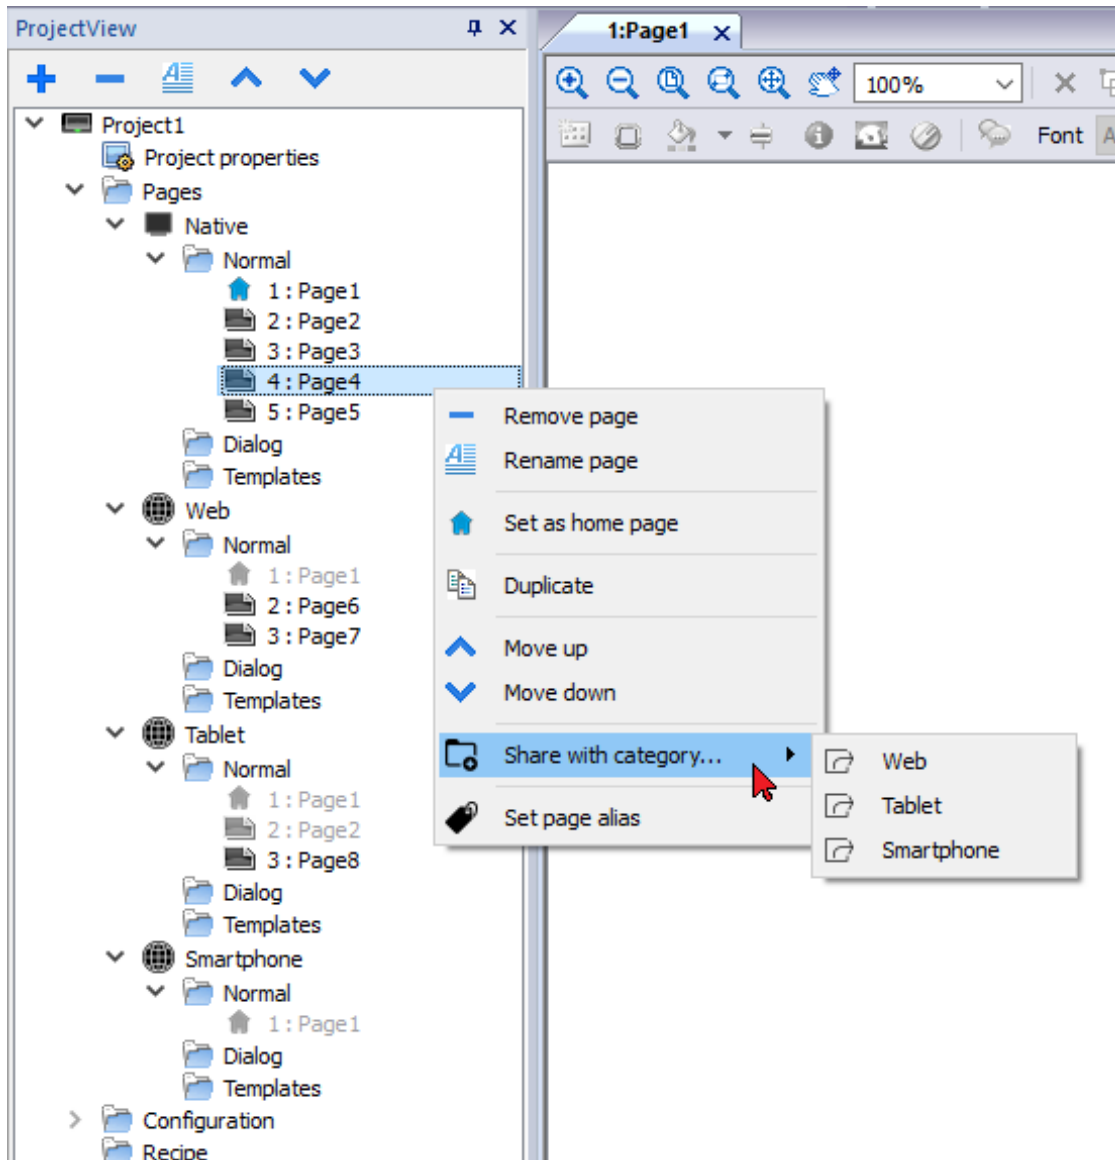 ProjectView
1:Page1
100%
Font
A
Project1
Project properties
Pages
Native
Normal
1 : Page1
2 : Page2
3 : Page3
4 : Page4
5 : Page5
Dialog
Templates
Web
Normal
1 : Page1
2 : Page6
3 : Page7
Dialog
Templates
Tablet
Normal
1 : Page1
2 : Page2
3 : Page8
Dialog
Templates
Smartphone
Normal
1 : Page1
Dialog
Templates
Configuration
Recipe
Remove page
Rename page
Set as home page
Duplicate
Move up
Move down
Share with category...
Set page alias
Web
Tablet
Smartphone